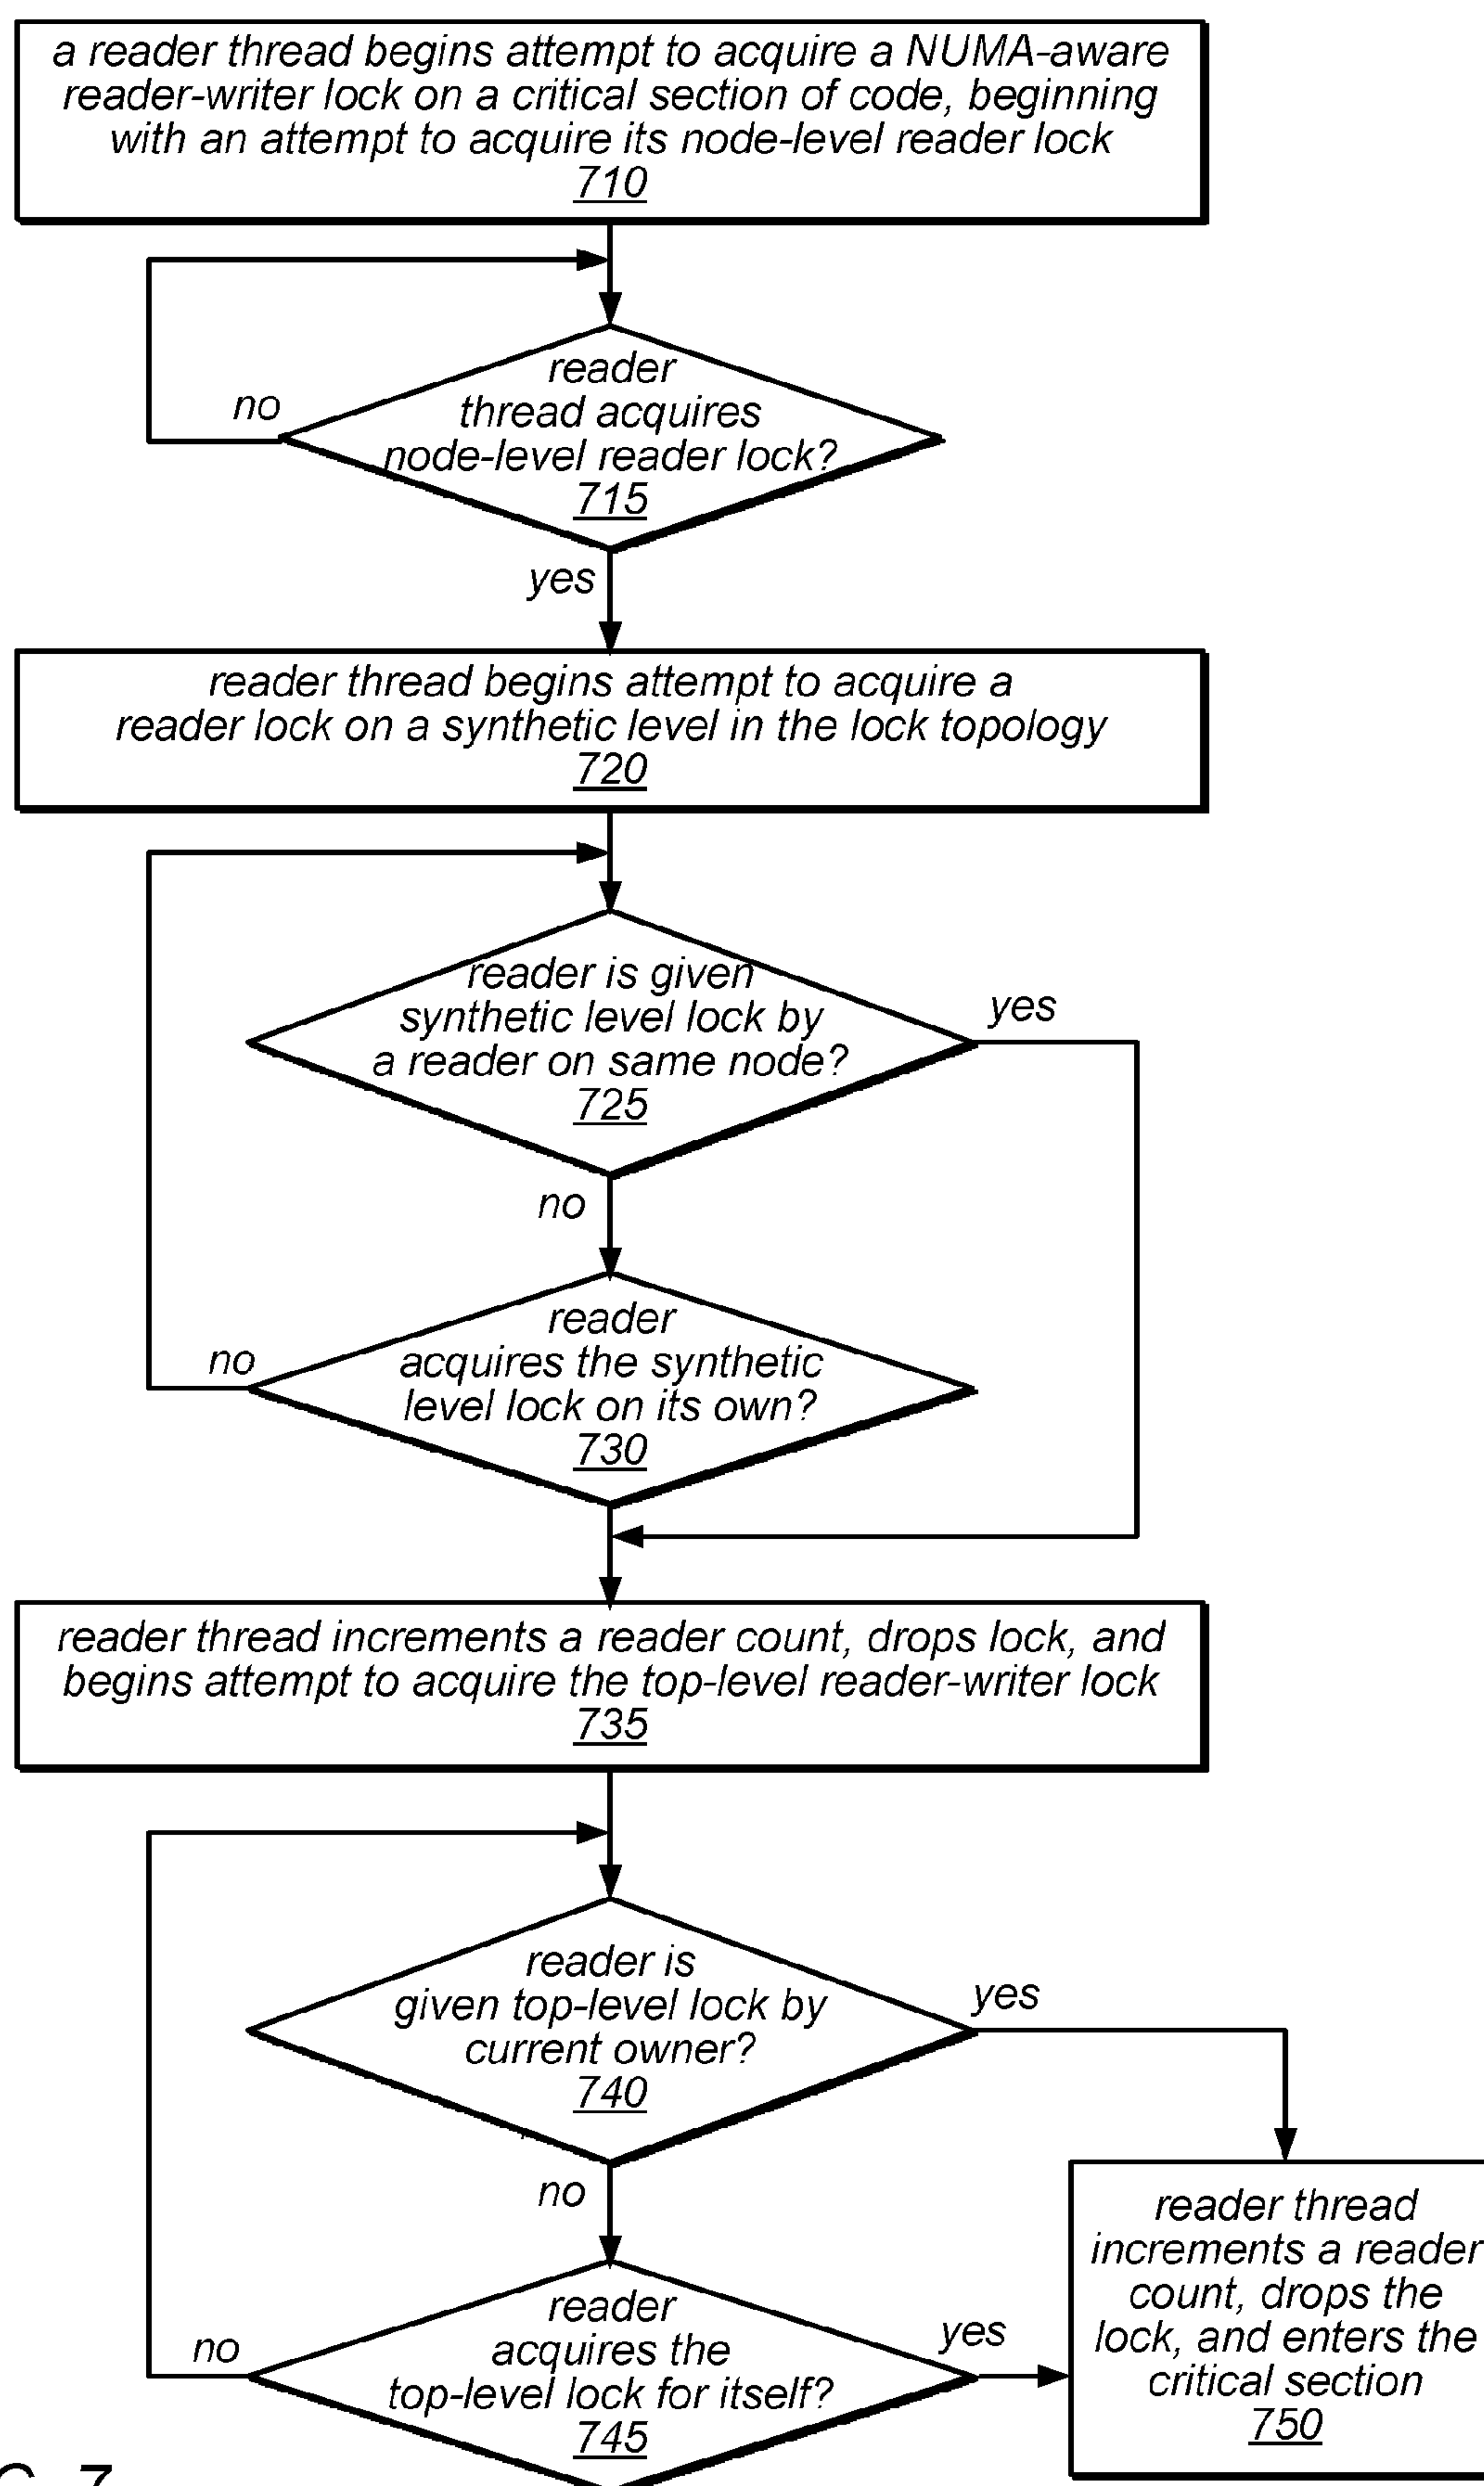 a reader thread begins attempt to acquire a NUMA-aware
reader-writer lock on a critical section of code, beginning
with an attempt to acquire its node-level reader lock
710
reader
thread acquires
node-level reader lock?
715
no
yes
reader thread begins attempt to acquire a
reader lock on a synthetic level in the lock topology
720
reader is given
synthetic level lock by
a reader on same node?
725
yes
no
reader
acquires the synthetic
level lock on its own?
730
no
reader thread increments a reader count, drops lock, and
begins attempt to acquire the top-level reader-writer lock
735
reader is
given top-level lock by
current owner?
740
yes
no
reader
acquires the
top-level lock for itself?
745
no
yes
reader thread
increments a reader
count, drops the
lock, and enters the
critical section
750
7